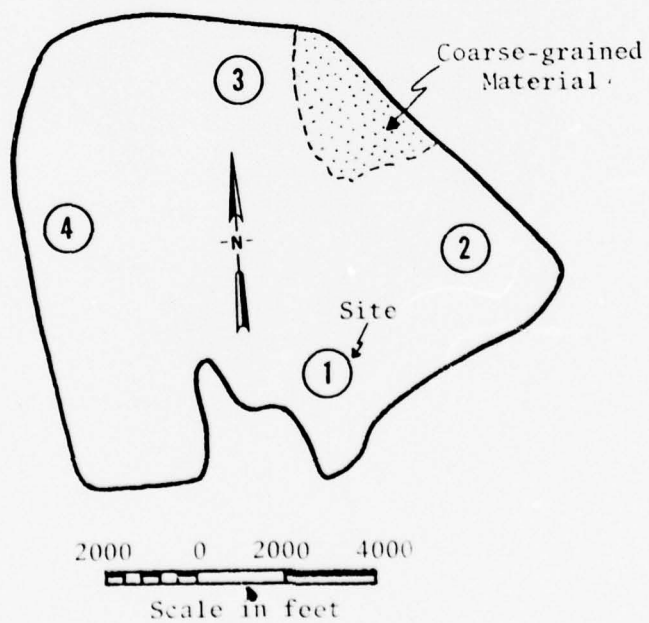 Coarse-grained
Material
3
4
N
2
Site
1
2000 0 2000 4000
Scale in feet